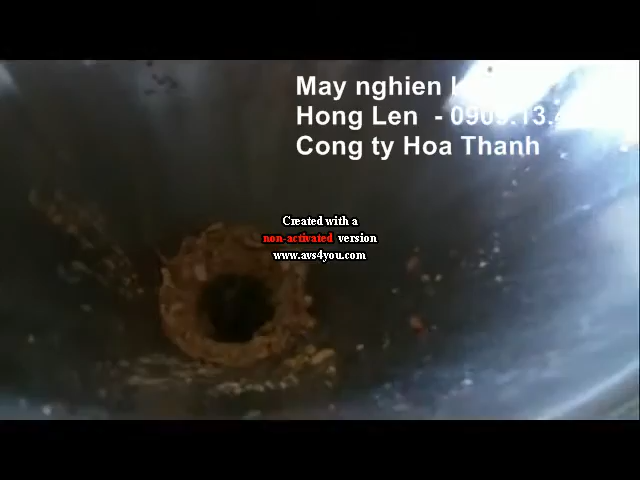 May nghien
Hong Len - 0909.13.
Cong ty Hoa Thanh
Created with a
non-activated version
www.avs4you.com